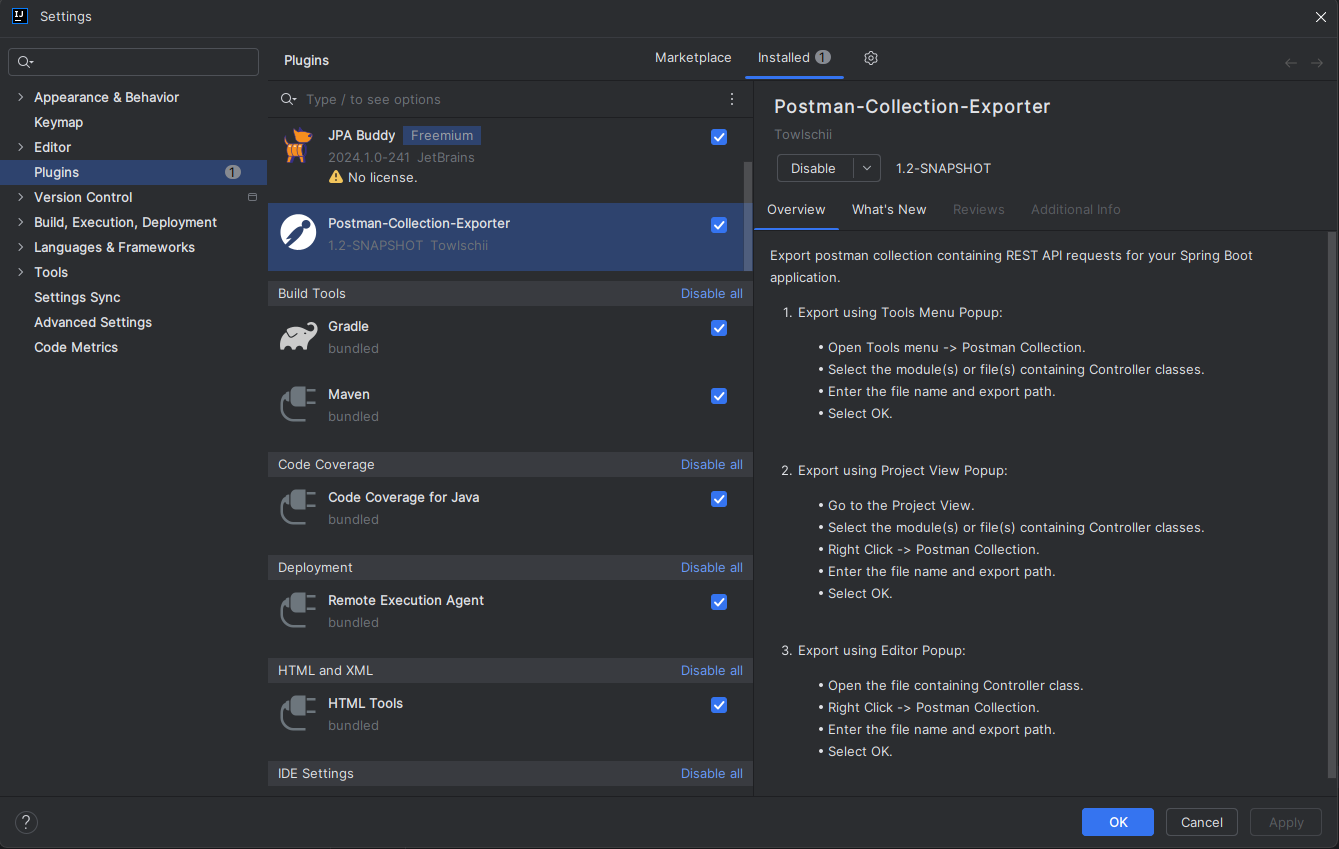 Settings
Plugins
Marketplace
Installed 1
Type / to see options
Appearance & Behavior
Keymap
Editor
Plugins 1
Version Control
Build, Execution, Deployment
Languages & Frameworks
Tools
Settings Sync
Advanced Settings
Code Metrics
JPA Buddy Freemium
2024.1.0-241 JetBrains
No license.
Postman-Collection-Exporter
1.2-SNAPSHOT Towlschii
Build Tools Disable all
Gradle
bundled
Maven
bundled
Code Coverage Disable all
Code Coverage for Java
bundled
Deployment Disable all
Remote Execution Agent
bundled
HTML and XML Disable all
HTML Tools
bundled
IDE Settings Disable all
Postman-Collection-Exporter
Towlschii
Disable 1.2-SNAPSHOT
Overview What's New Reviews Additional Info
Export postman collection containing REST API requests for your Spring Boot
application.
1. Export using Tools Menu Popup:
• Open Tools menu -> Postman Collection.
• Select the module(s) or file(s) containing Controller classes.
• Enter the file name and export path.
• Select OK.
2. Export using Project View Popup:
• Go to the Project View.
• Select the module(s) or file(s) containing Controller classes.
• Right Click -> Postman Collection.
• Enter the file name and export path.
• Select OK.
3. Export using Editor Popup:
• Open the file containing Controller class.
• Right Click -> Postman Collection.
• Enter the file name and export path.
• Select OK.
?
OK Cancel Apply